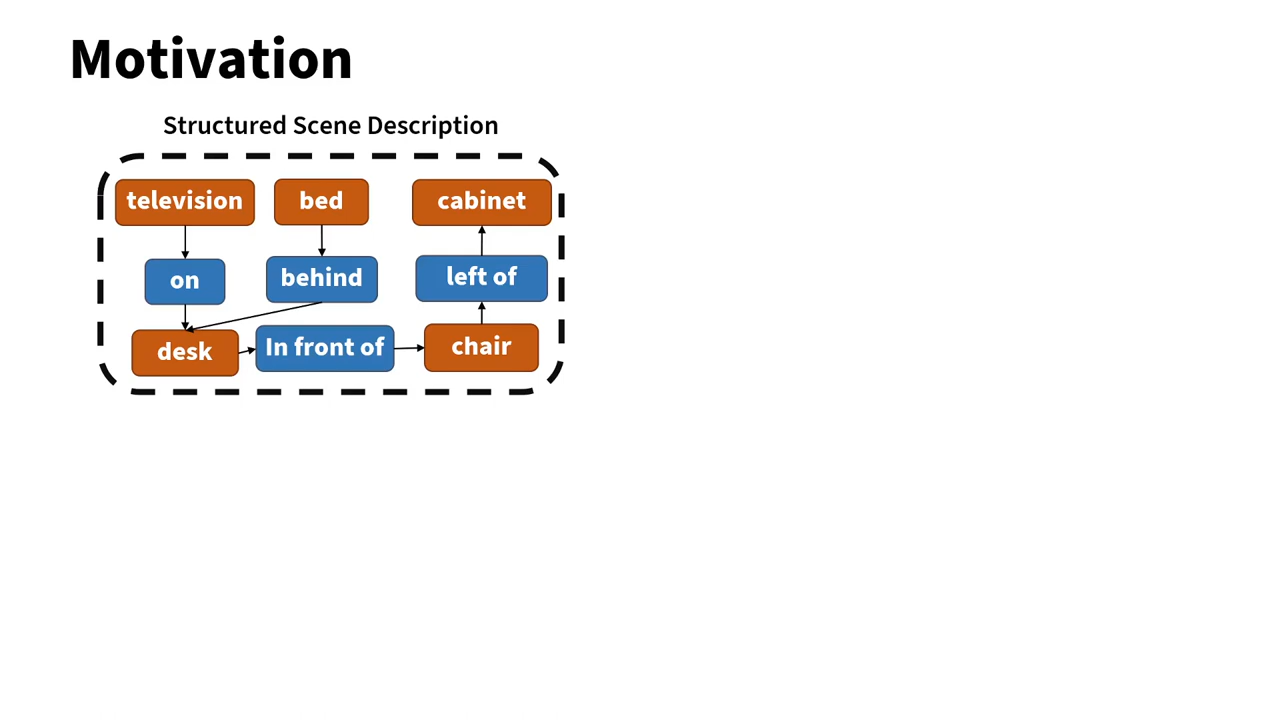 Motivation
Structured Scene Description
television
bed
cabinet
on
behind
left of
desk
In front of
chair